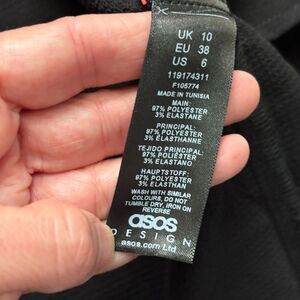 UK 10
EU 38
US 6
119174311
F105774
MADE IN TUNISIA
MAIN:
97% POLYESTER
3% ELASTANE
PRINCIPAL:
97% POLYESTER
3% ÉLASTHANNE
TEJIDO PRINCIPAL:
97% POLIÉSTER
3% ELASTANO
HAUPTSTOFF:
97% POLYESTER
3% ELASTHAN
WASH WITH SIMILAR
COLOURS, DO NOT
TUMBLE DRY, IRON ON
REVERSE
asos
DESIGN
asos.com Ltd